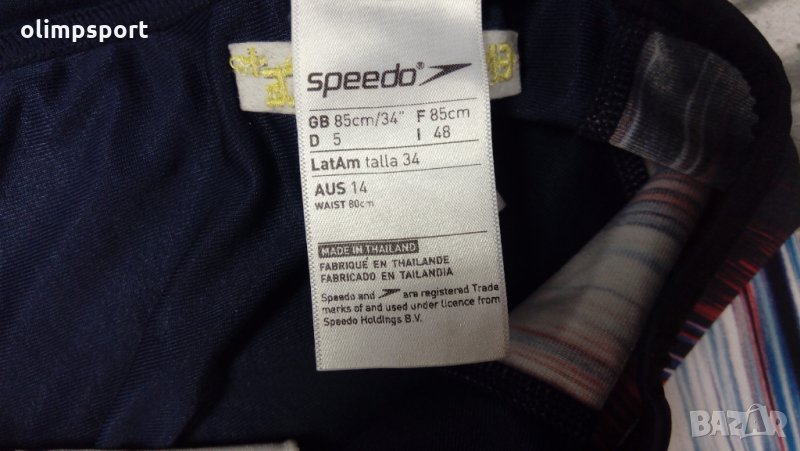 olimpsport
speedo®
GB 85cm/34" F 85cm
D 5 I 48
LatAm talla 34
AUS 14
WAIST 80cm
MADE IN THAILAND
FABRIQUÉ EN THAILANDE
FABRICADO EN TAILANDIA
Speedo and are registered Trade
marks of and used under licence from
Speedo Holdings B.V.
BAZAR